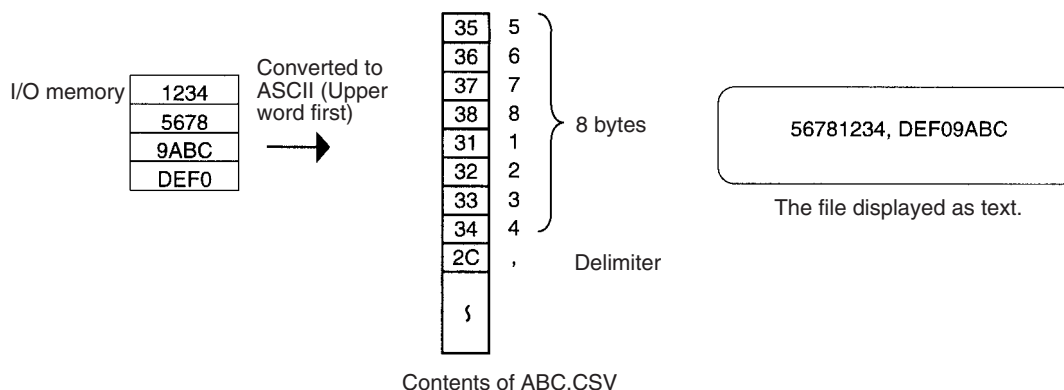 I/O memory
1234
5678
9ABC
DEF0
Converted to
ASCII (Upper
word first)
35 5
36 6
37 7
38 8
31 1
32 2
33 3
34 4
2C ,
8 bytes
Delimiter
Contents of ABC.CSV
56781234, DEF09ABC
The file displayed as text.